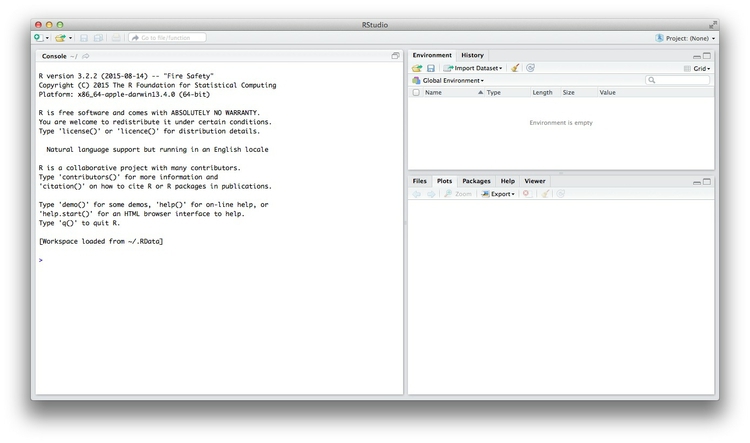 RStudio
Go to file/function
Project: (None)
Console ~/
R version 3.2.2 (2015-08-14) -- "Fire Safety"
Copyright (C) 2015 The R Foundation for Statistical Computing
Platform: x86_64-apple-darwin13.4.0 (64-bit)
R is free software and comes with ABSOLUTELY NO WARRANTY.
You are welcome to redistribute it under certain conditions.
Type 'license()' or 'licence()' for distribution details.
Natural language support but running in an English locale
R is a collaborative project with many contributors.
Type 'contributors()' for more information and
'citation()' on how to cite R or R packages in publications.
Type 'demo()' for some demos, 'help()' for on-line help, or
'help.start()' for an HTML browser interface to help.
Type 'q()' to quit R.
[Workspace loaded from ~/.RData]
>
Environment History
Import Dataset
Grid
Global Environment
Name Type Length Size Value
Environment is empty
Files Plots Packages Help Viewer
Zoom Export